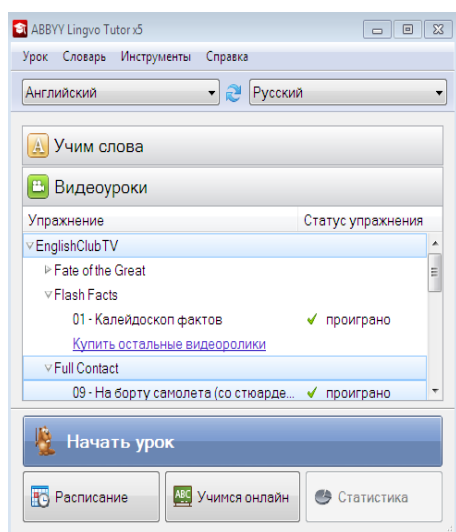 ABBYY Lingvo Tutor x5
Урок Словарь Инструменты Справка
Английский Русский
A Учим слова
Видеоуроки
Упражнение Статус упражнения
EnglishClubTV
Fate of the Great
Flash Facts
01 - Калейдоскоп фактов проиграно
Купить остальные видеоролики
Full Contact
09 - На борту самолета (со стюарде... проиграно
Начать урок
Расписание ABC Учимся онлайн Статистика